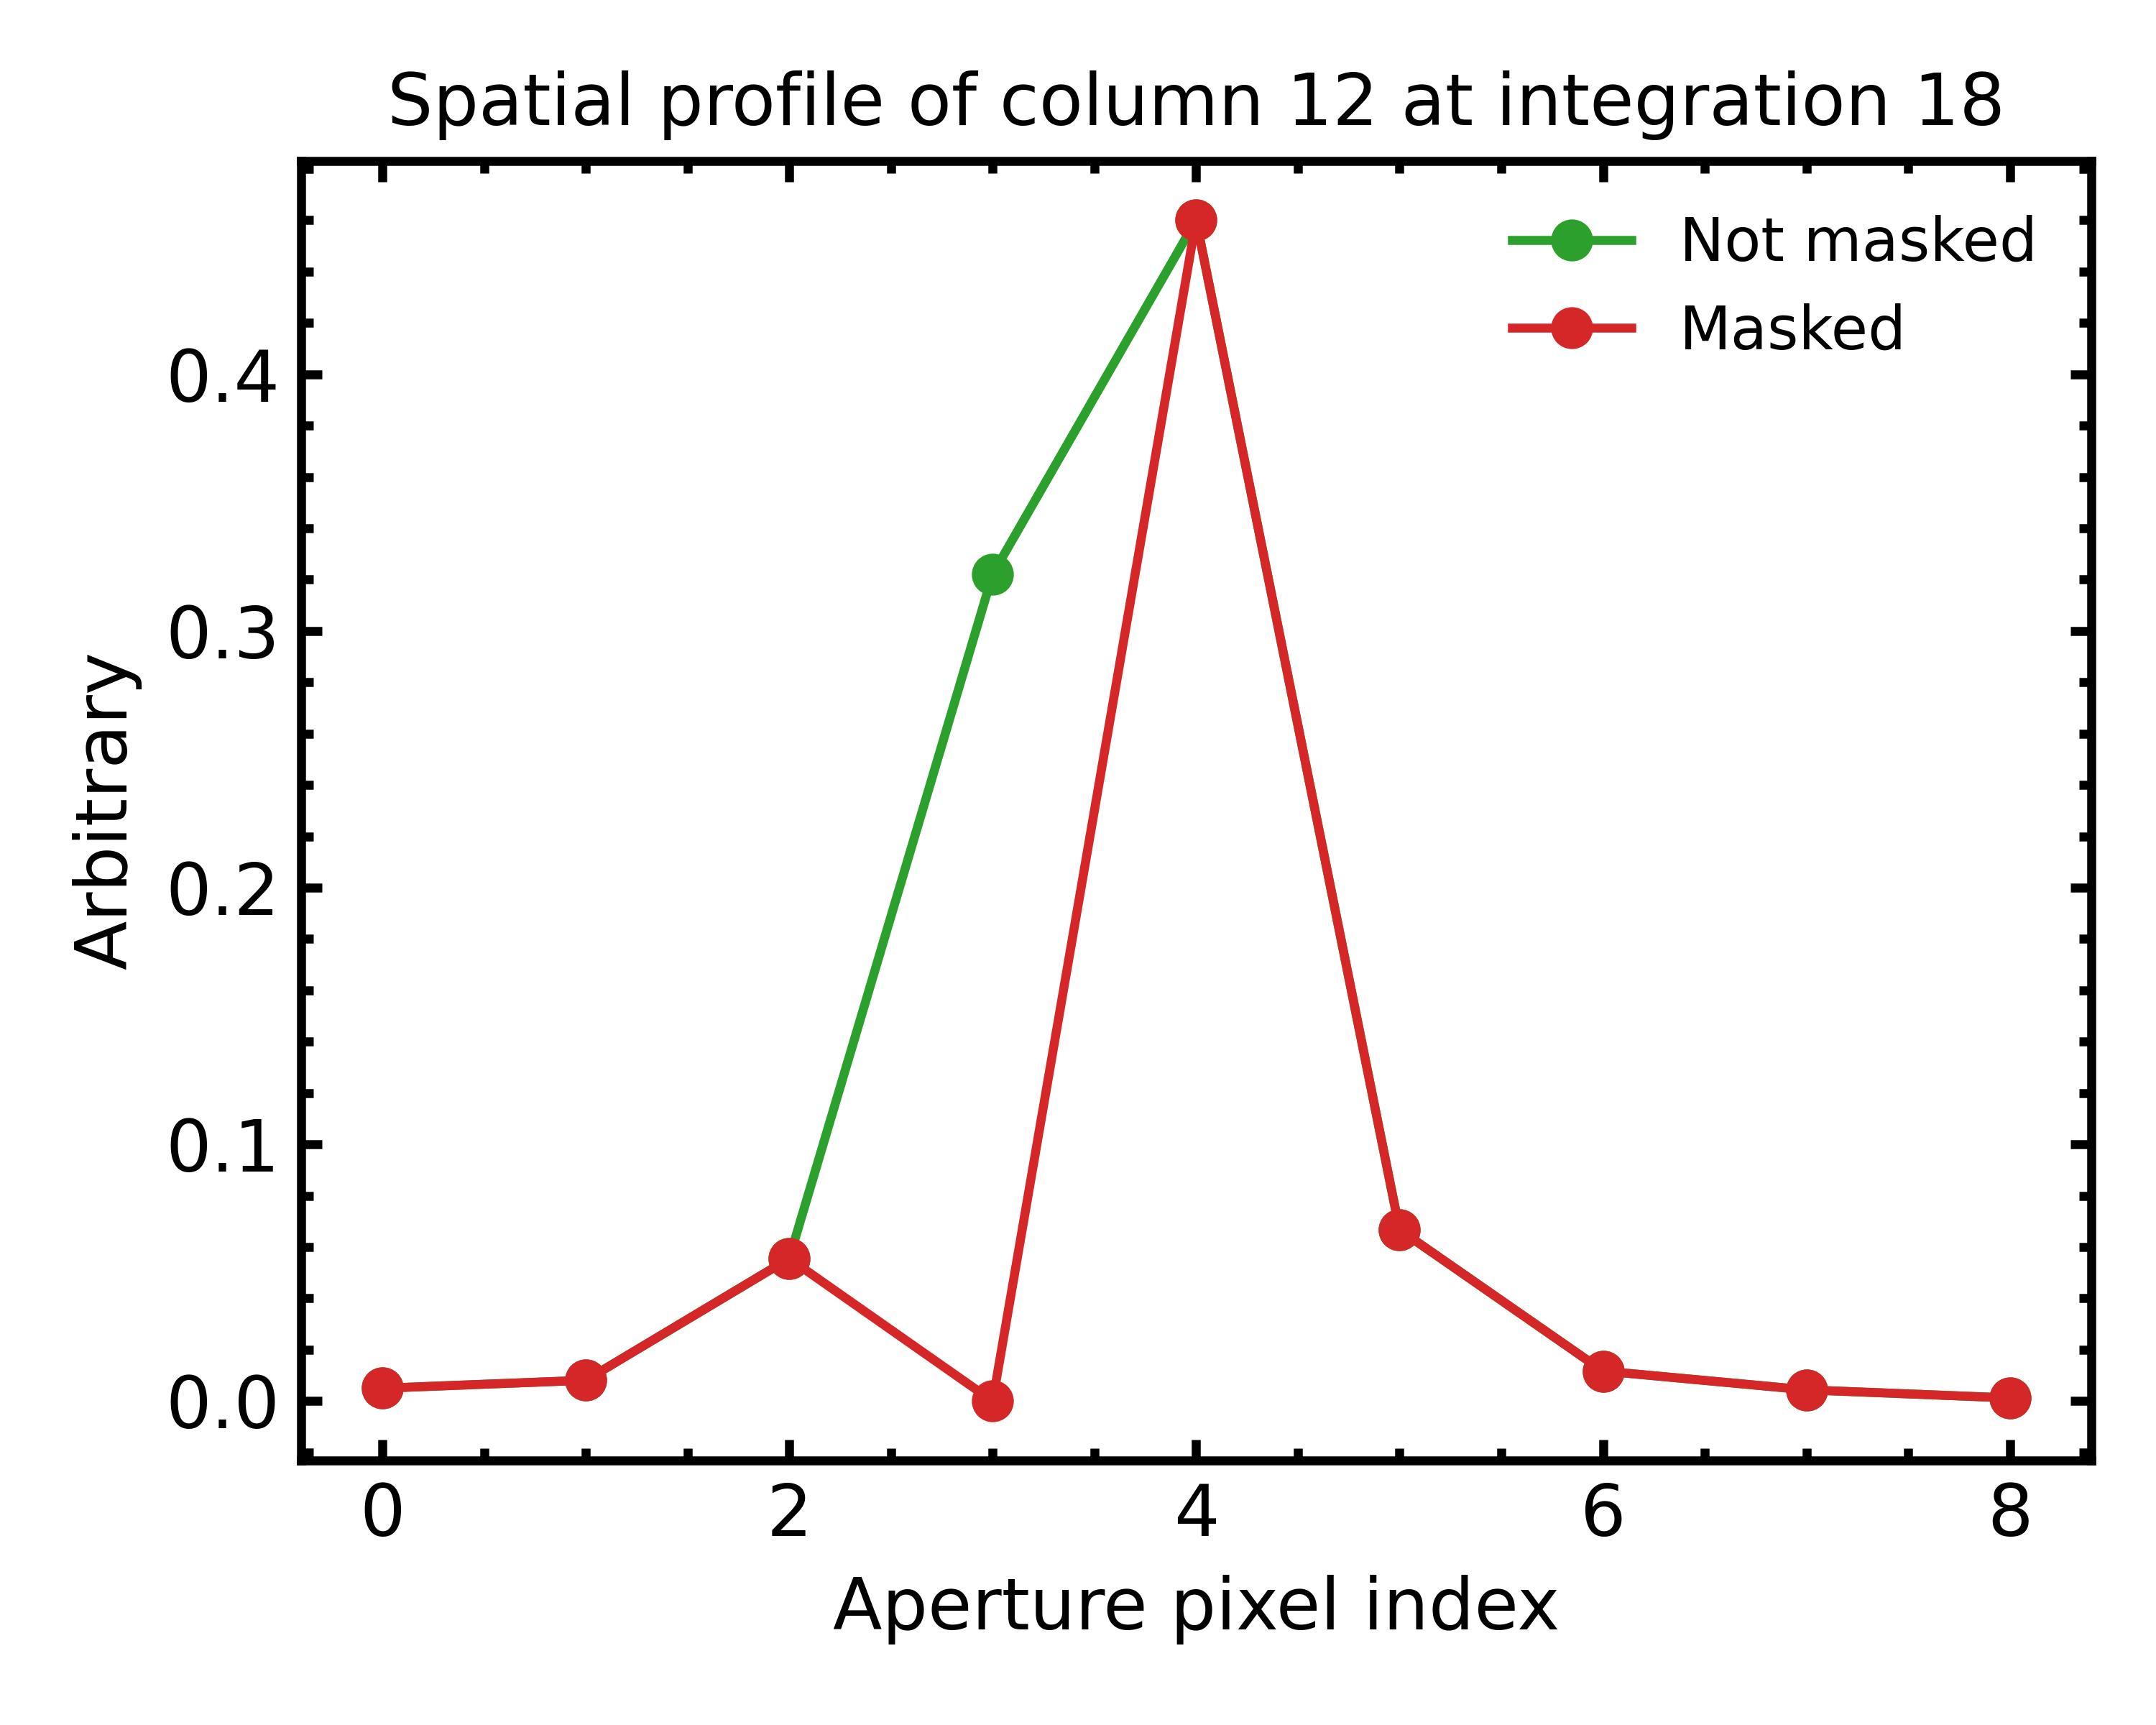 Spatial profile of column 12 at integration 18
Not masked
Masked
0.4
0.3
0.2
0.1
0.0
Arbitrary
0 2 4 6 8
Aperture pixel index